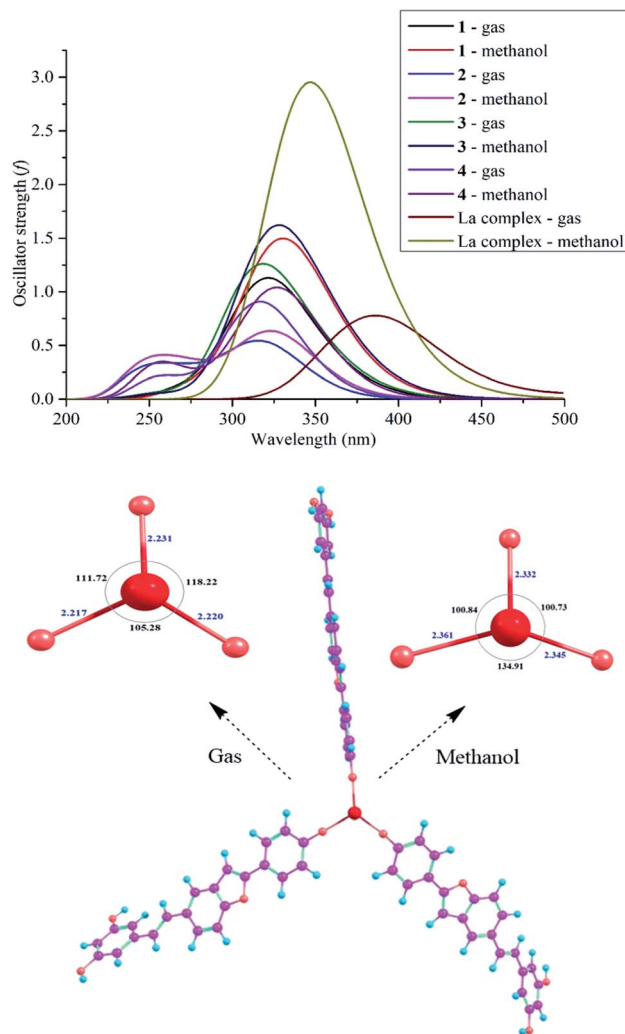 1 - gas
1 - methanol
2 - gas
2 - methanol
3 - gas
3 - methanol
4 - gas
4 - methanol
La complex - gas
La complex - methanol
Oscillator strength (f)
3.0
2.5
2.0
1.5
1.0
0.5
0.0
200 250 300 350 400 450 500
Wavelength (nm)
2.231
111.72 118.22
2.217 2.220
105.28
2.332
100.84 100.73
2.361 2.345
134.91
Gas Methanol